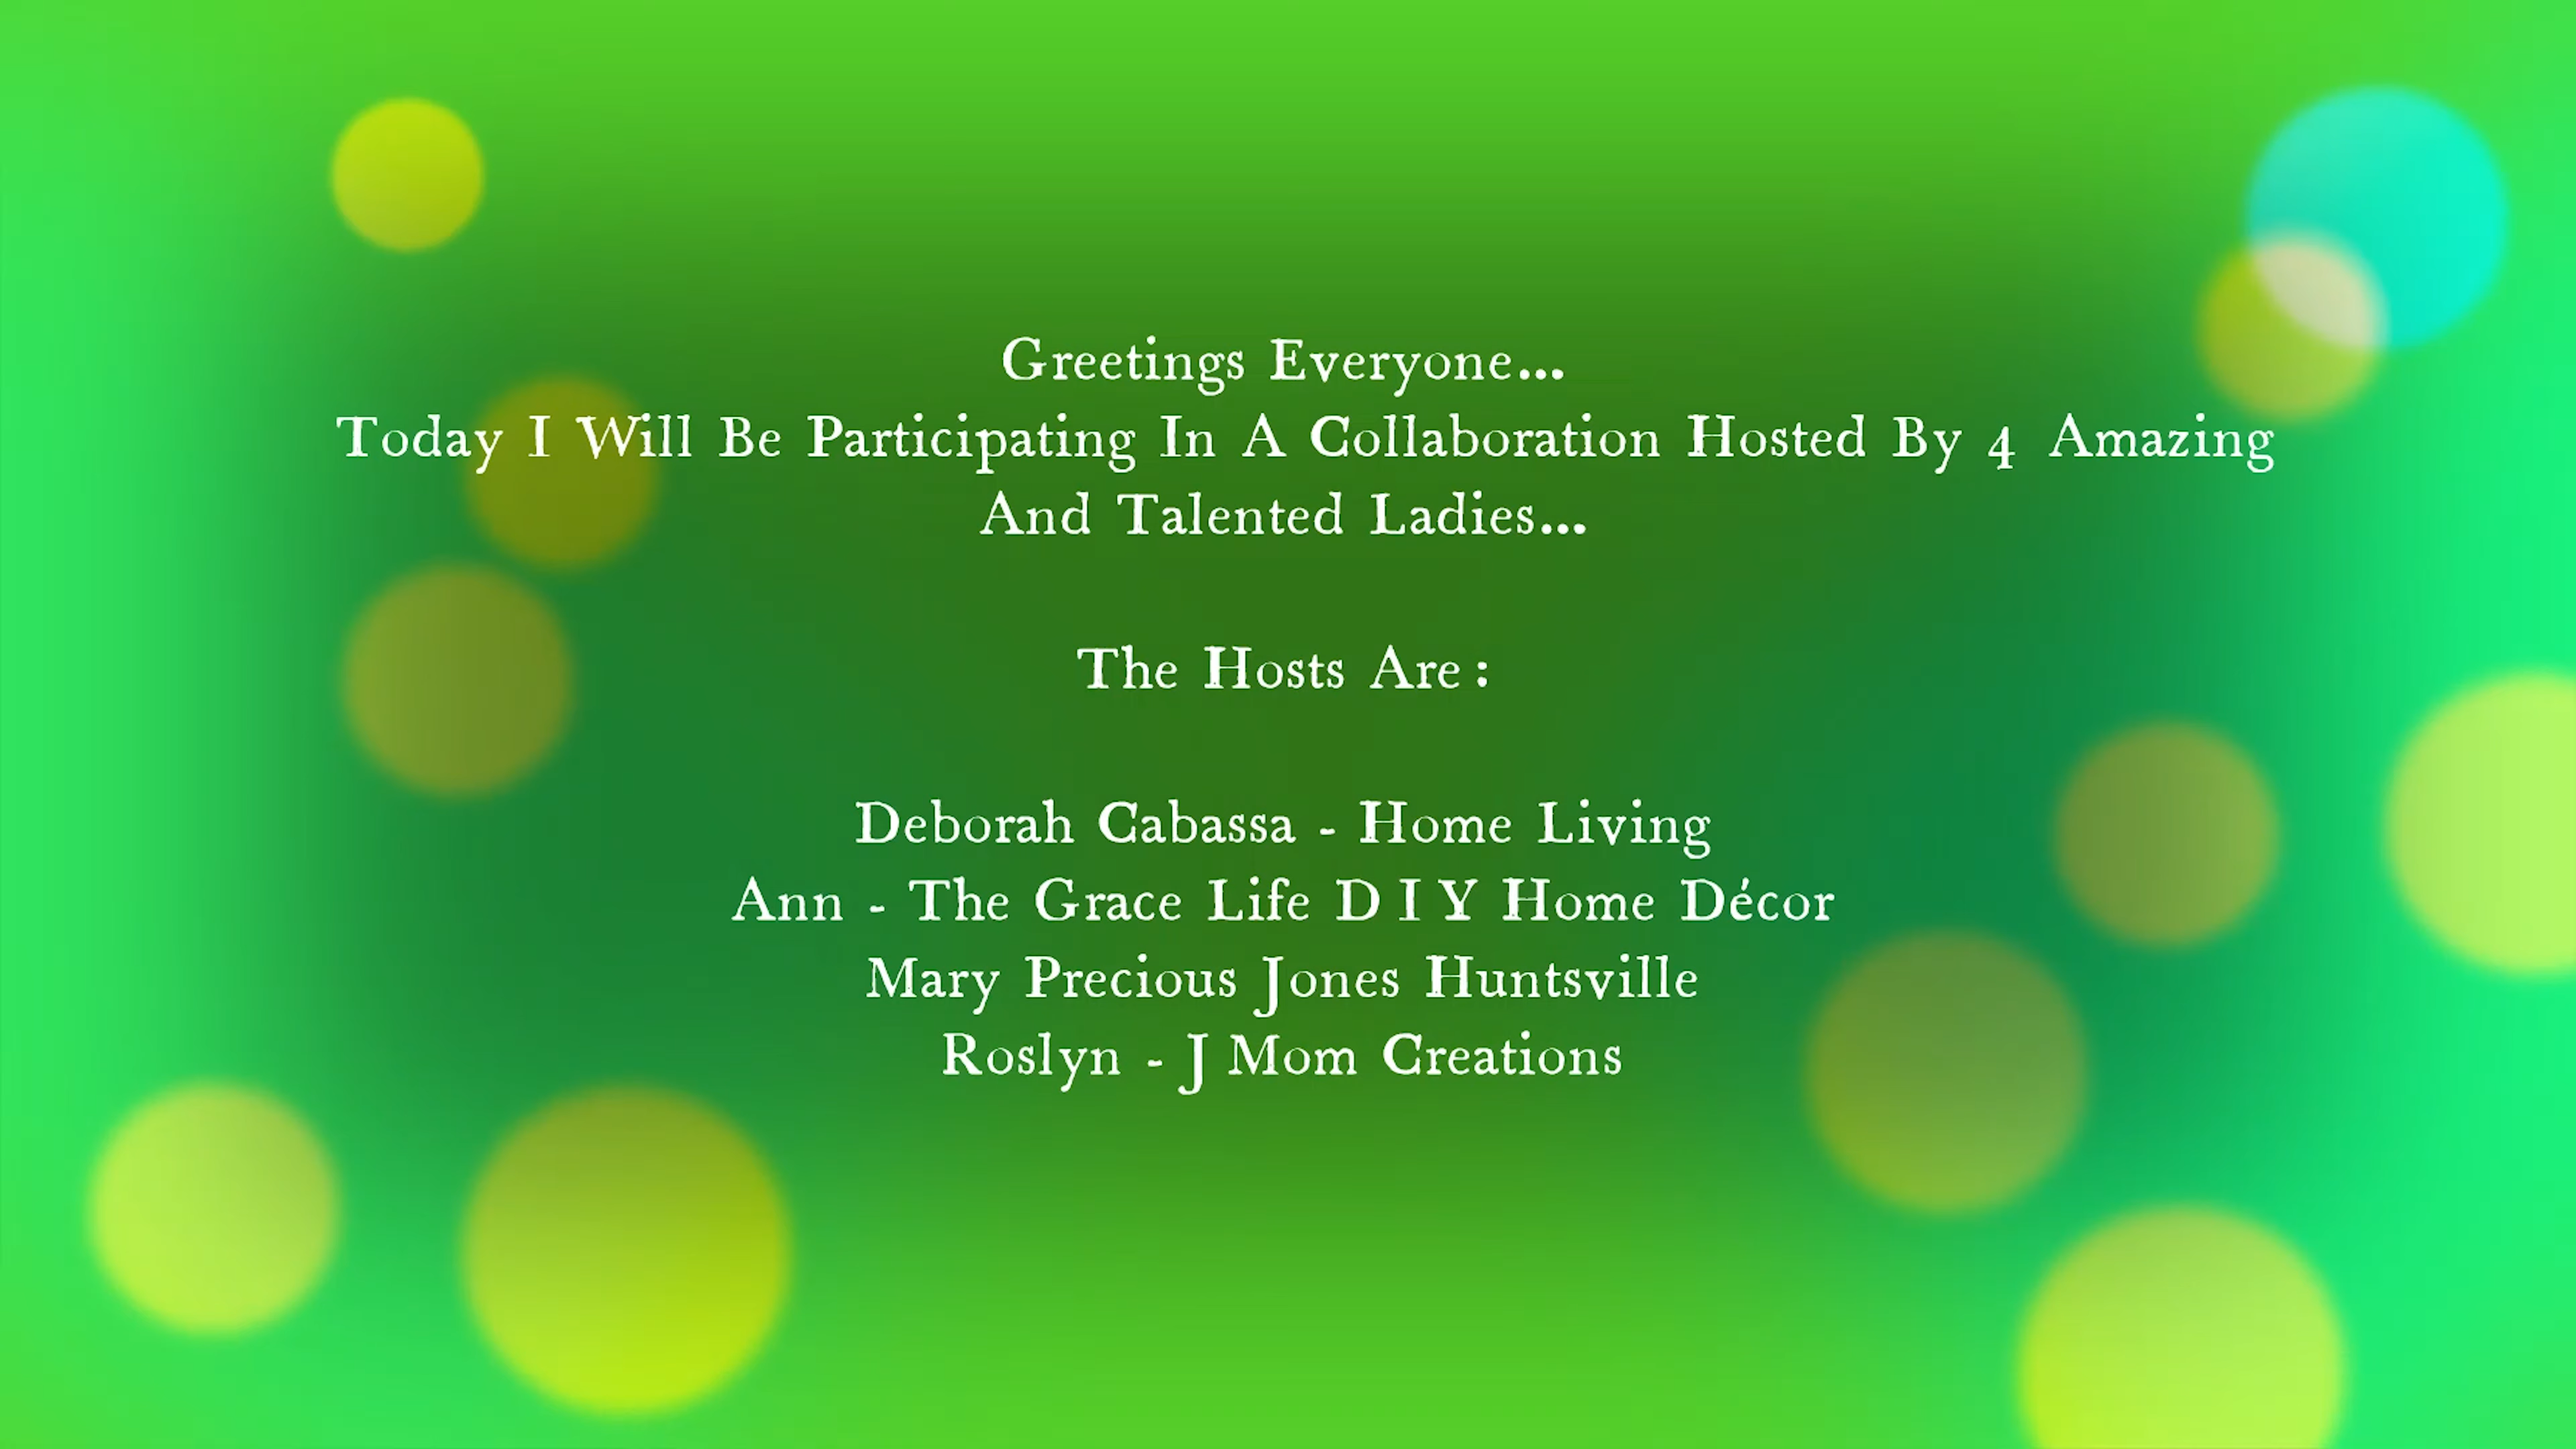 Greetings Everyone...
Today I Will Be Participating In A Collaboration Hosted By 4 Amazing
And Talented Ladies...
The Hosts Are :
Deborah Cabassa - Home Living
Ann - The Grace Life D I Y Home Décor
Mary Precious Jones Huntsville
Roslyn - J Mom Creations